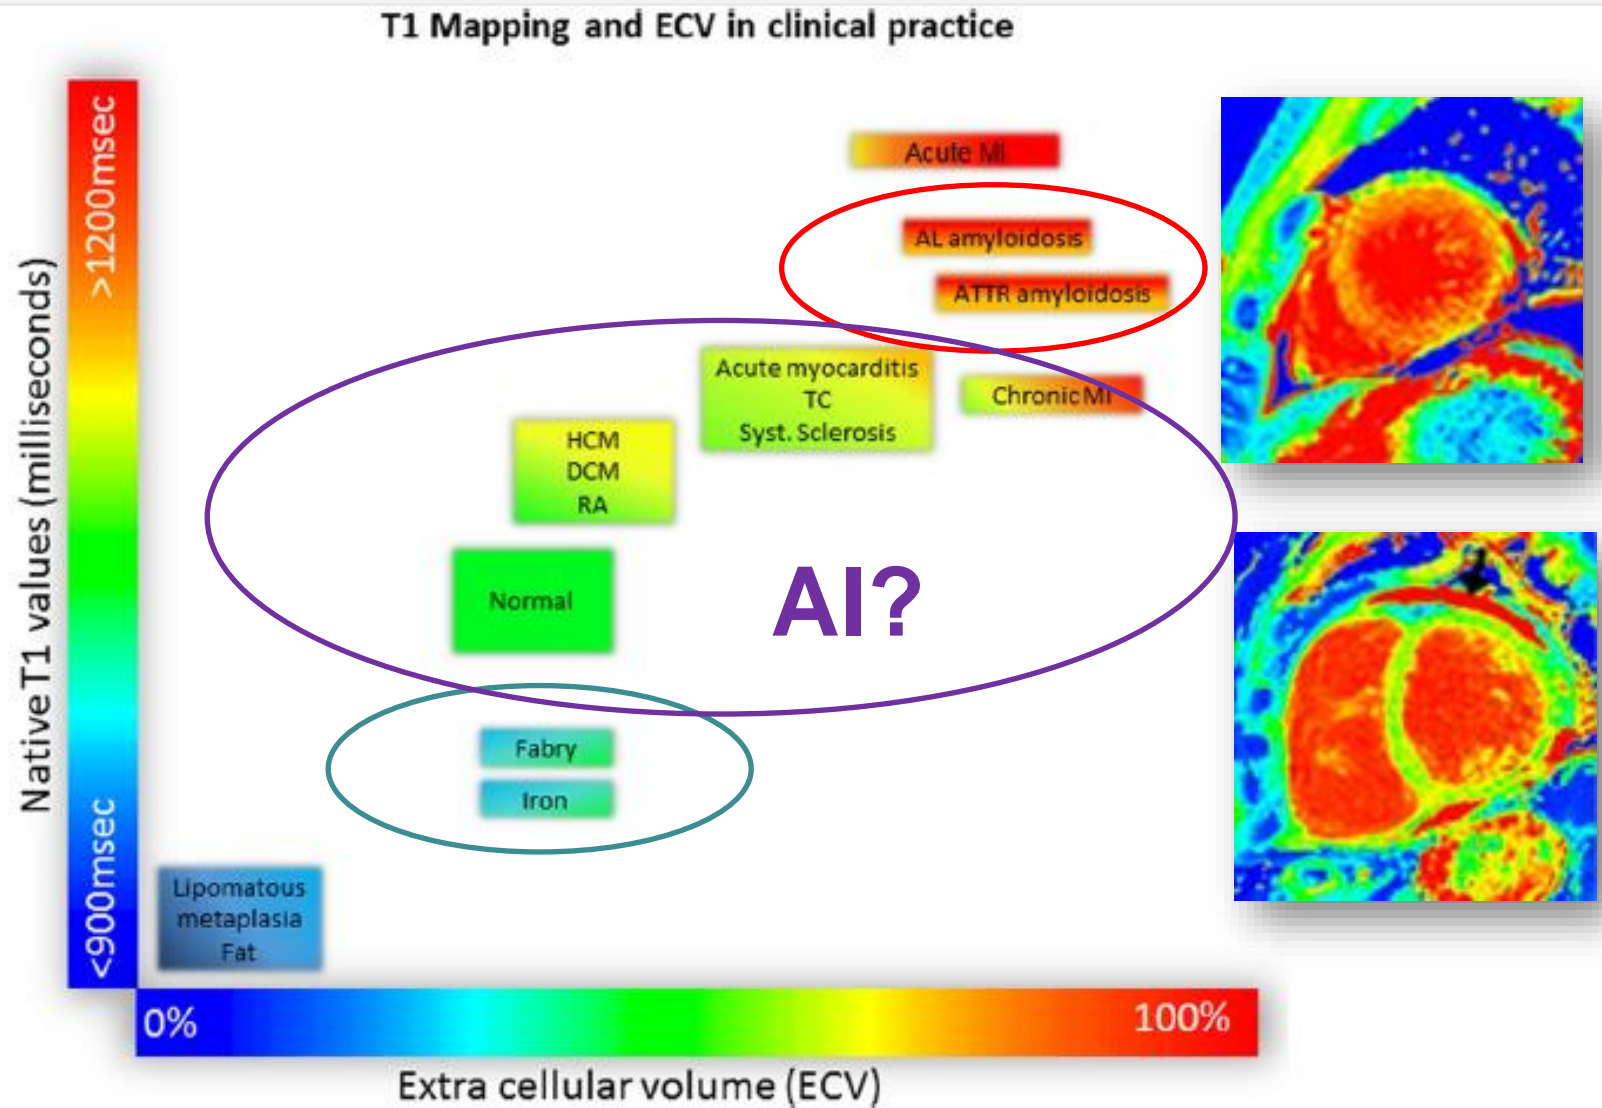 T1 Mapping and ECV in clinical practice
>1200msec
Native T1 values (milliseconds)
<900msec
Acute MI
AL amyloidosis
ATTR amyloidosis
Acute myocarditis
TC
Syst. Sclerosis
Chronic MI
HCM
DCM
RA
Normal
AI?
Fabry
Iron
Lipomatous
metaplasia
Fat
0%
100%
Extra cellular volume (ECV)